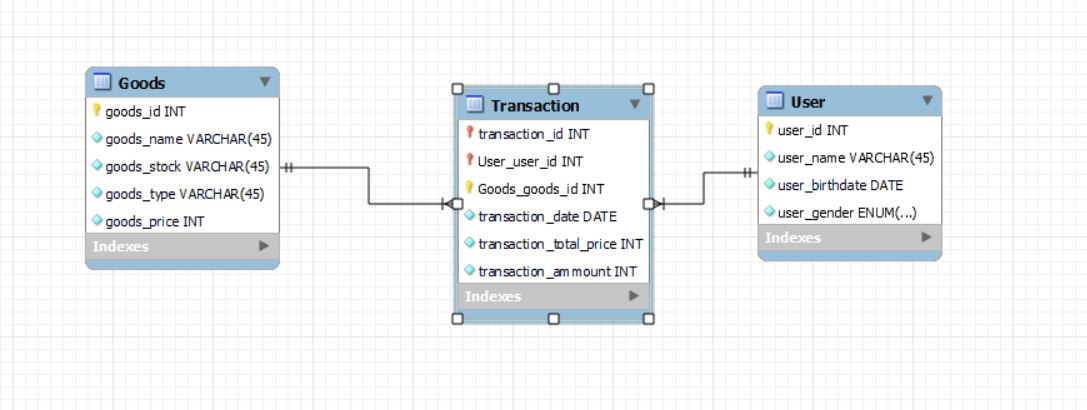 Goods
goods_id INT
goods_name VARCHAR(45)
goods_stock VARCHAR(45)
goods_type VARCHAR(45)
goods_price INT
Indexes
Transaction
transaction_id INT
User_user_id INT
Goods_goods_id INT
transaction_date DATE
transaction_total_price INT
transaction_ammount INT
Indexes
User
user_id INT
user_name VARCHAR(45)
user_birthdate DATE
user_gender ENUM(...)
Indexes